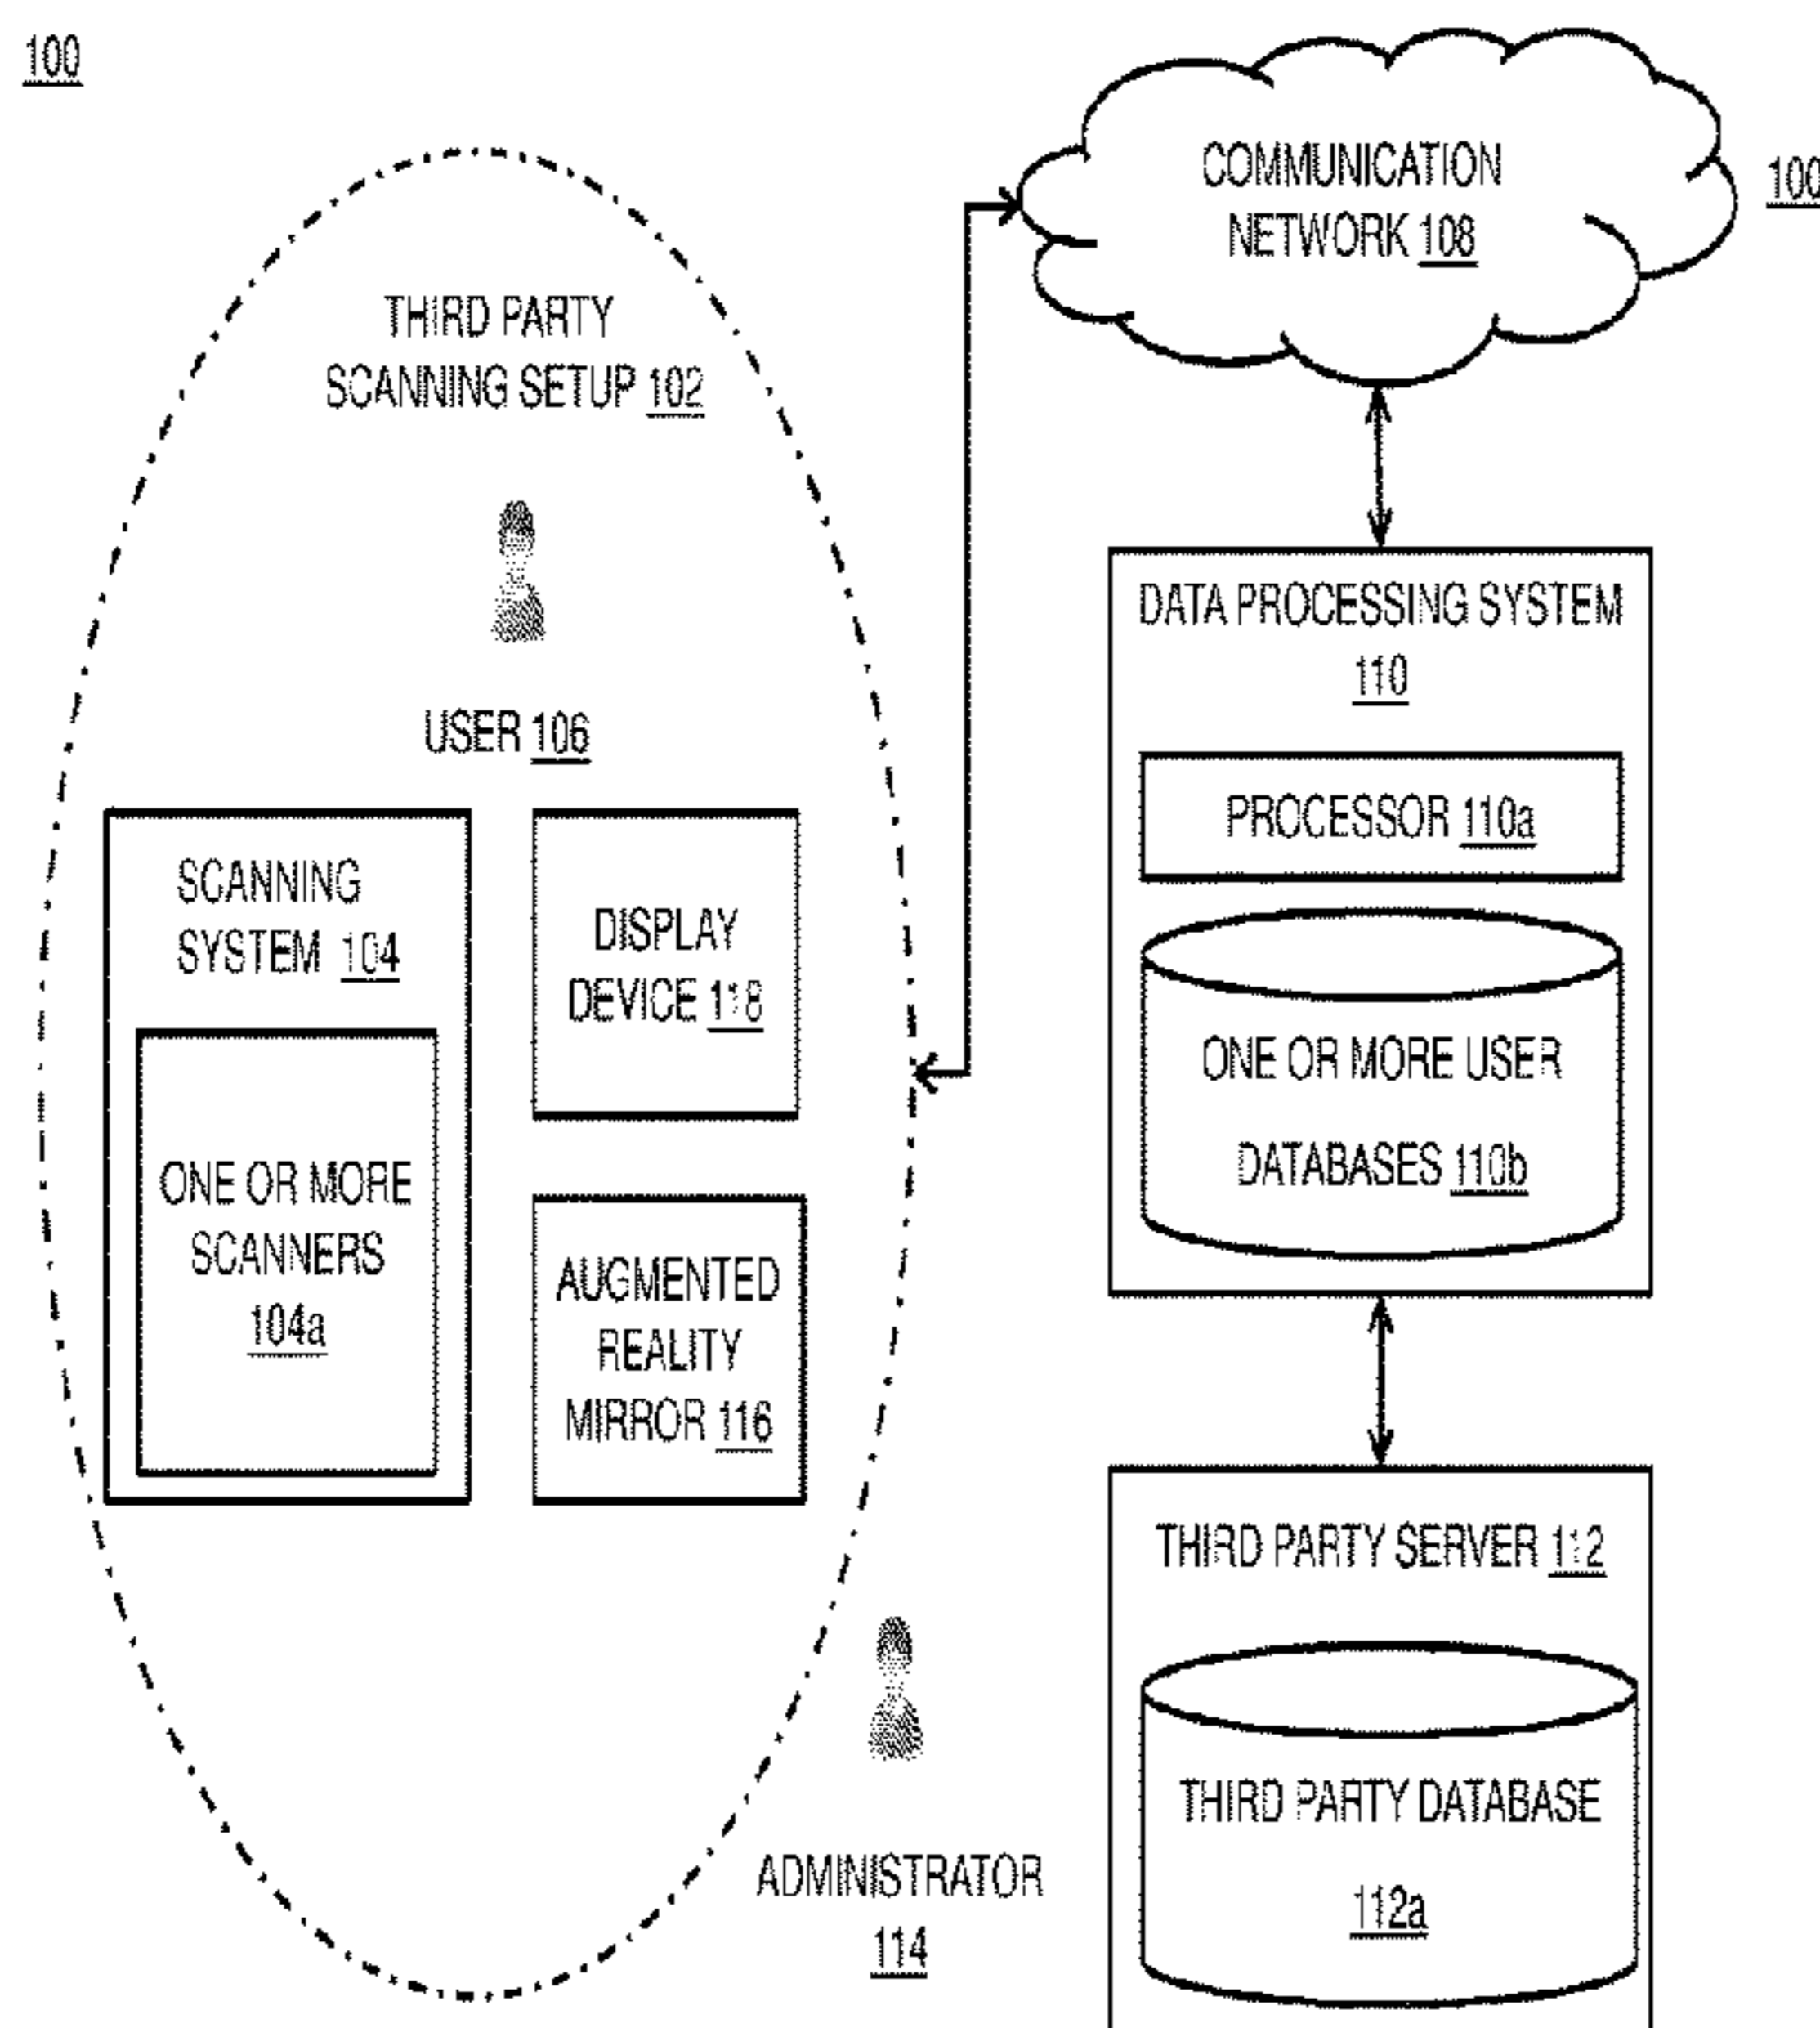 100
THIRD PARTY
SCANNING SETUP 102
USER 106
SCANNING
SYSTEM 104
ONE OR MORE
SCANNERS
104a
DISPLAY
DEVICE 118
AUGMENTED
REALITY
MIRROR 116
ADMINISTRATOR
114
COMMUNICATION
NETWORK 108
100
DATA PROCESSING SYSTEM
110
PROCESSOR 110a
ONE OR MORE USER
DATABASES 110b
THIRD PARTY SERVER 112
THIRD PARTY DATABASE
112a